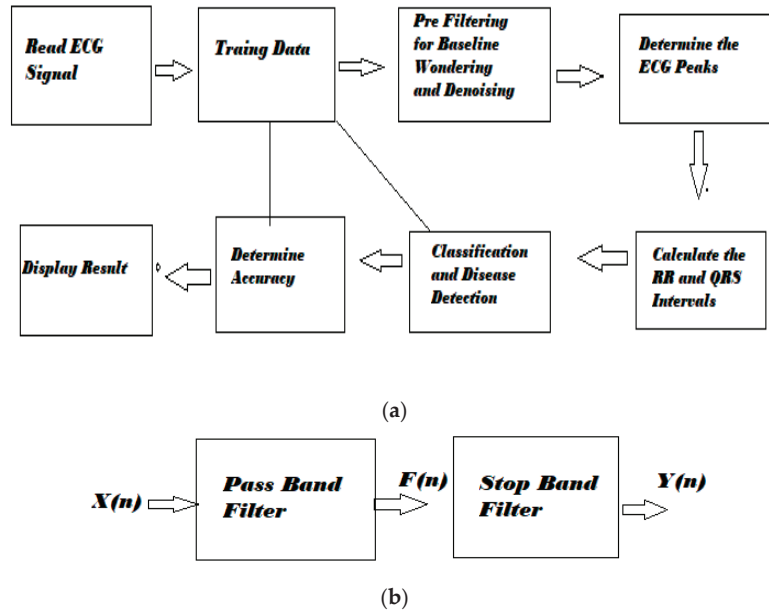 Read ECG
Signal
Traing Data
Pre Filtering
for Baseline
Wondering
and Denoising
Determine the
ECG Peaks
Display Result
Determine
Accuracy
Classification
and Disease
Detection
Calculate the
RR and QRS
Intervals
(a)
X(n)
Pass Band
Filter
F(n)
Stop Band
Filter
Y(n)
(b)